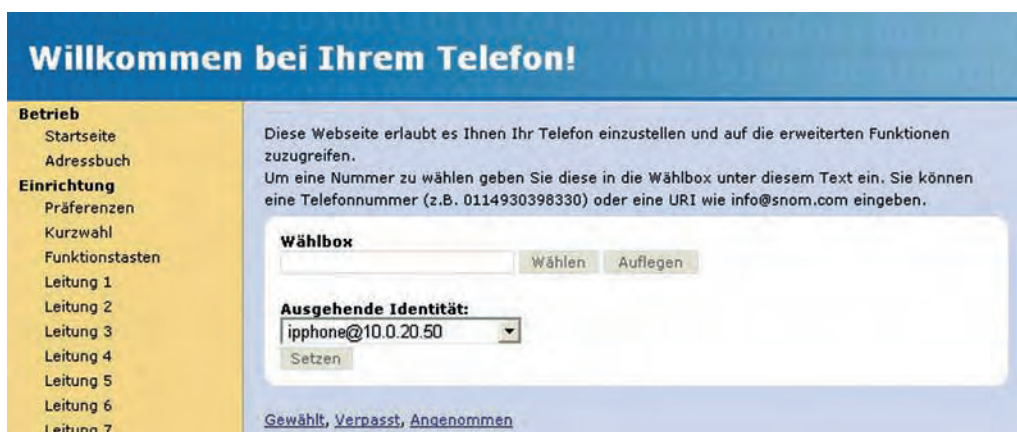 Willkommen bei Ihrem Telefon!
Betrieb
Startseite
Adressbuch
Einrichtung
Präferenzen
Kurzwahl
Funktionstasten
Leitung 1
Leitung 2
Leitung 3
Leitung 4
Leitung 5
Leitung 6
Leitung 7
Diese Webseite erlaubt es Ihnen Ihr Telefon einzustellen und auf die erweiterten Funktionen
zuzugreifen.
Um eine Nummer zu wählen geben Sie diese in die Wählbox unter diesem Text ein. Sie können
eine Telefonnummer (z.B. 0114930398330) oder eine URI wie info@snom.com eingeben.
Wählbox
Wählen Auflegen
Ausgehende Identität:
ipphone@10.0.20.50
Setzen
Gewählt, Verpasst, Angenommen